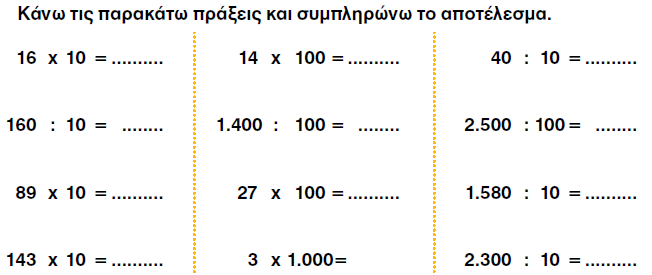 Κάνω τις παρακάτω πράξεις και συμπληρώνω το αποτέλεσμα.
16 x 10 = .......... 14 x 100 = .......... 40 : 10 = ..........
160 : 10 = ........ 1.400 : 100 = ........ 2.500 : 100 = ........
89 x 10 = .......... 27 x 100 = .......... 1.580 : 10 = ..........
143 x 10 = .......... 3 x 1.000= 2.300 : 10 = ..........